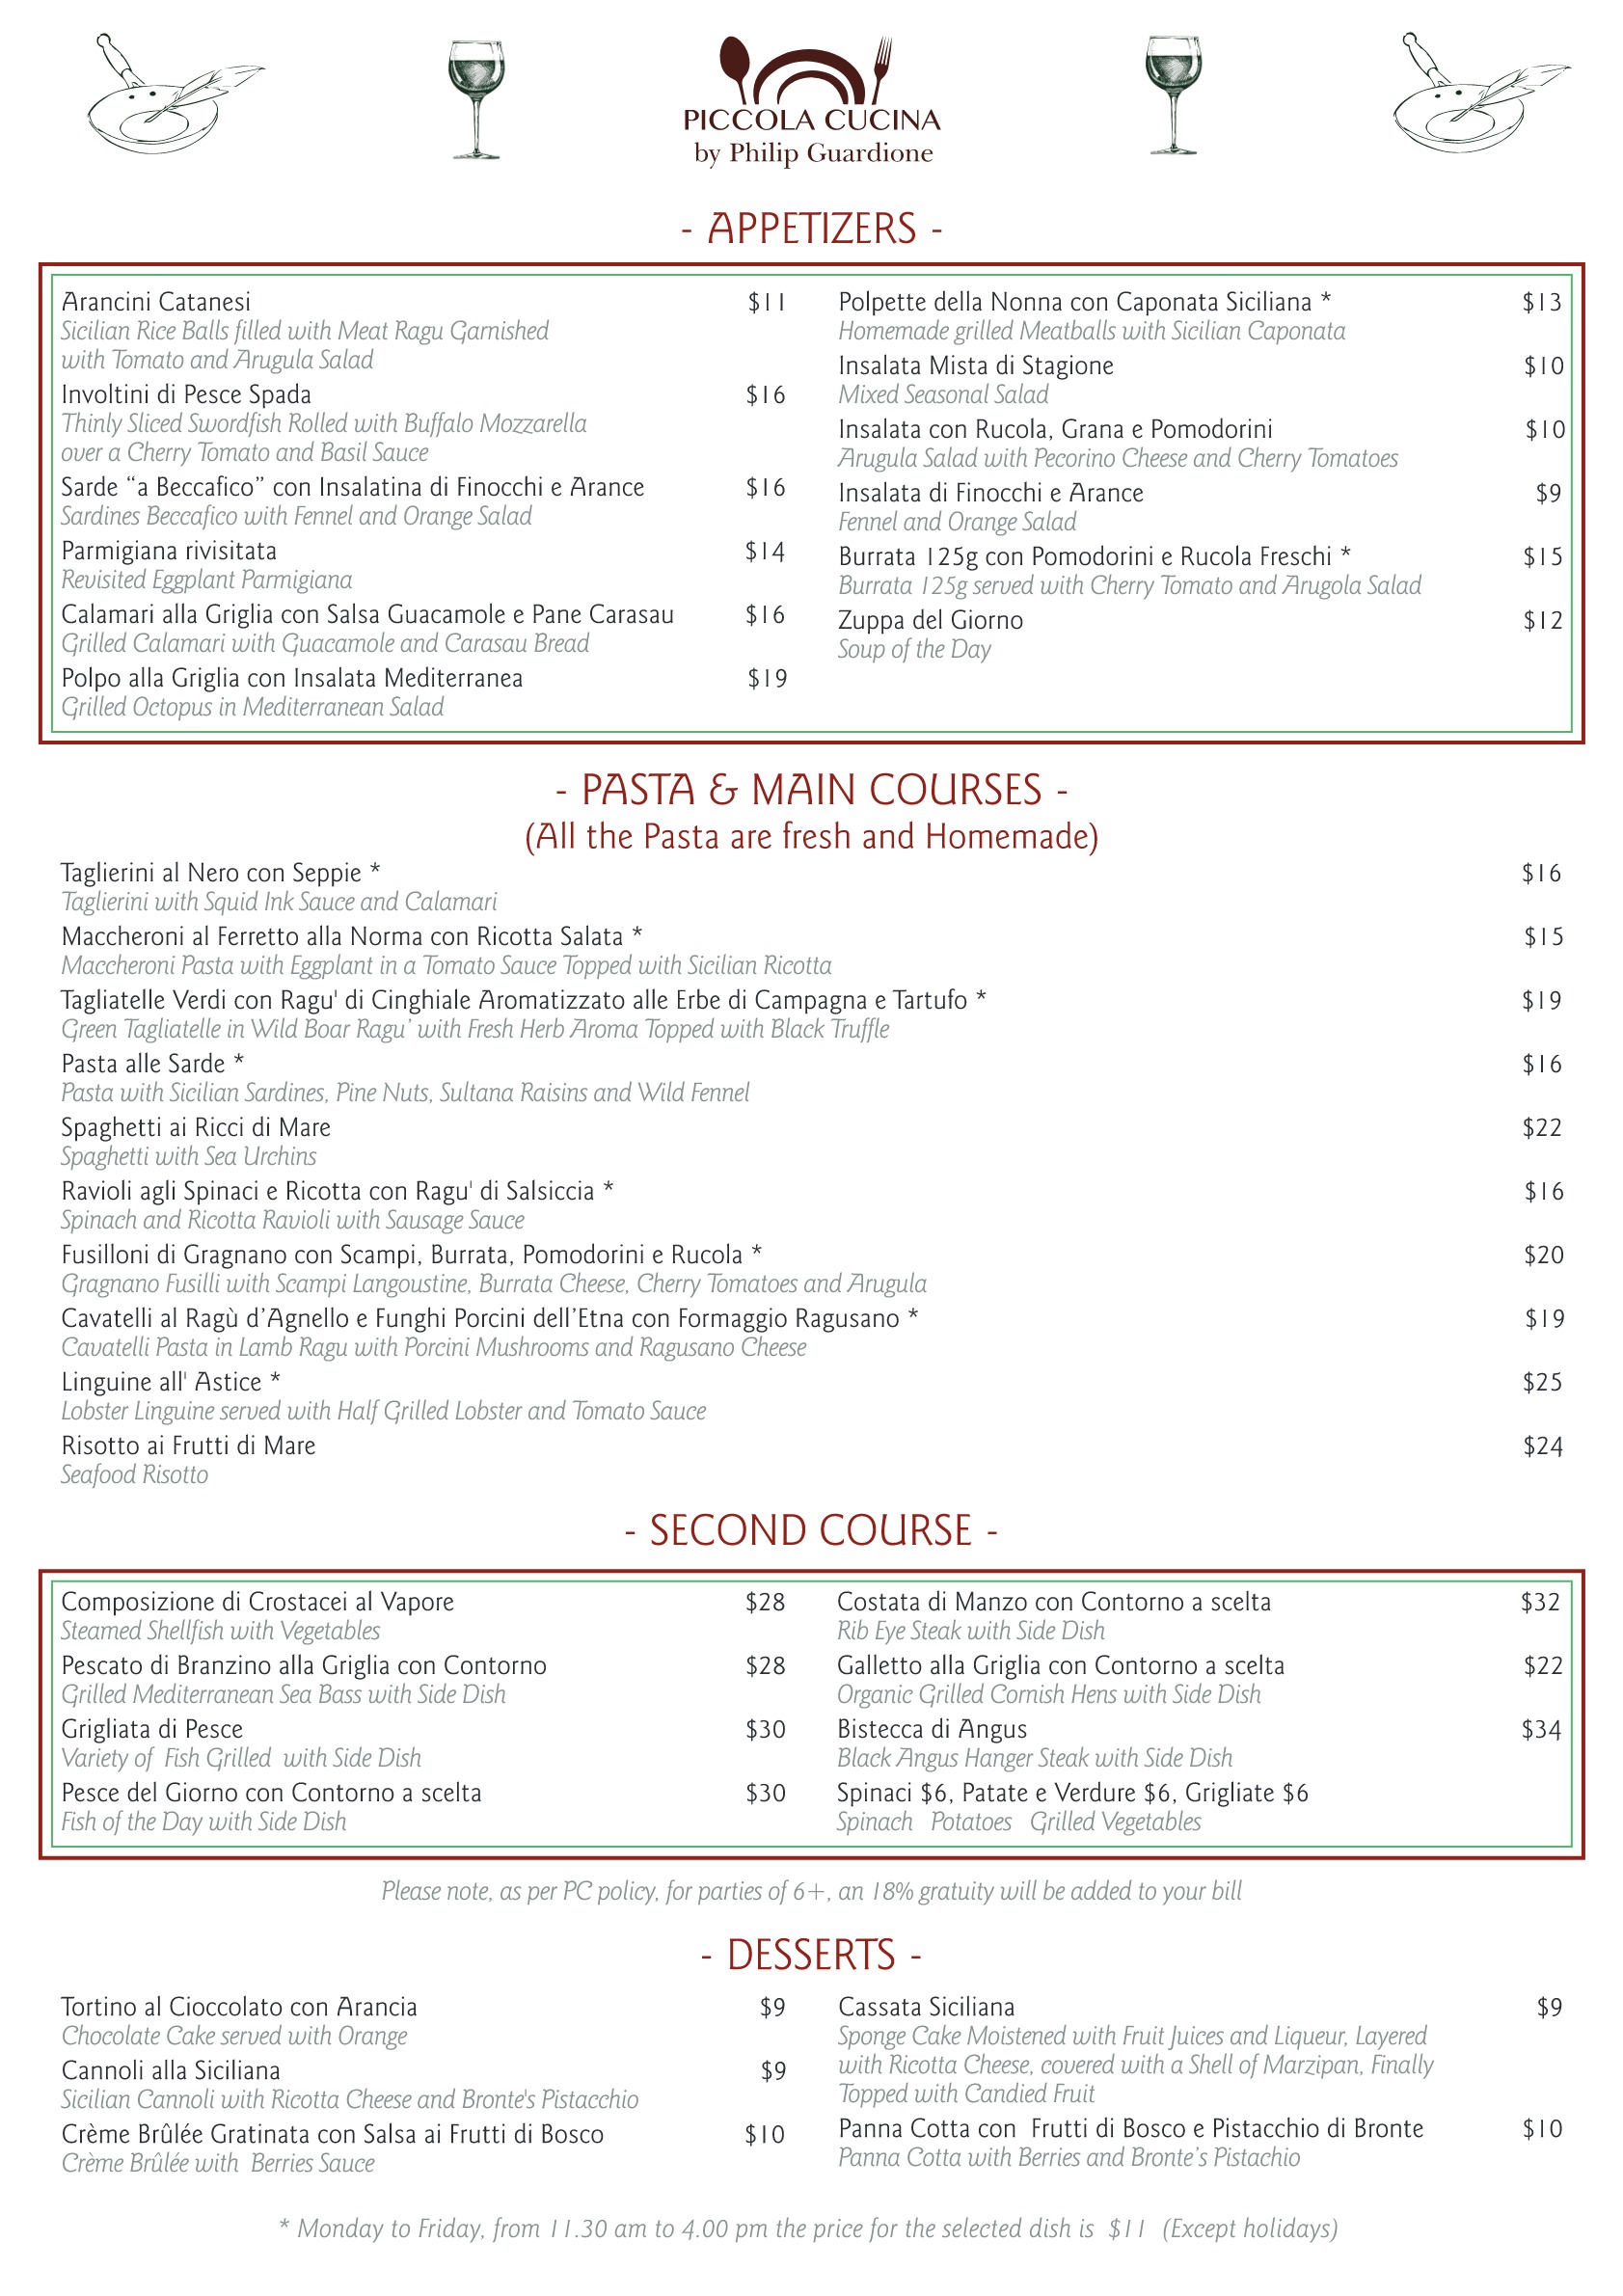 PICCOLA CUCINA
by Philip Guardione
- APPETIZERS -
Arancini Catanesi $11
Sicilian Rice Balls filled with Meat Ragu Garnished
with Tomato and Arugula Salad
Involtini di Pesce Spada $16
Thinly Sliced Swordfish Rolled with Buffalo Mozzarella
over a Cherry Tomato and Basil Sauce
Sarde “a Beccafico” con Insalatina di Finocchi e Arance $16
Sardines Beccafico with Fennel and Orange Salad
Parmigiana rivisitata $14
Revisited Eggplant Parmigiana
Calamari alla Griglia con Salsa Guacamole e Pane Carasau $16
Grilled Calamari with Guacamole and Carasau Bread
Polpo alla Griglia con Insalata Mediterranea $19
Grilled Octopus in Mediterranean Salad
Polpette della Nonna con Caponata Siciliana * $13
Homemade grilled Meatballs with Sicilian Caponata
Insalata Mista di Stagione $10
Mixed Seasonal Salad
Insalata con Rucola, Grana e Pomodorini $10
Arugula Salad with Pecorino Cheese and Cherry Tomatoes
Insalata di Finocchi e Arance $9
Fennel and Orange Salad
Burrata 125g con Pomodorini e Rucola Freschi * $15
Burrata 125g served with Cherry Tomato and Arugola Salad
Zuppa del Giorno $12
Soup of the Day
- PASTA & MAIN COURSES -
(All the Pasta are fresh and Homemade)
Taglierini al Nero con Seppie * $16
Taglierini with Squid Ink Sauce and Calamari
Maccheroni al Ferretto alla Norma con Ricotta Salata * $15
Maccheroni Pasta with Eggplant in a Tomato Sauce Topped with Sicilian Ricotta
Tagliatelle Verdi con Ragu' di Cinghiale Aromatizzato alle Erbe di Campagna e Tartufo * $19
Green Tagliatelle in Wild Boar Ragu’ with Fresh Herb Aroma Topped with Black Truffle
Pasta alle Sarde * $16
Pasta with Sicilian Sardines, Pine Nuts, Sultana Raisins and Wild Fennel
Spaghetti ai Ricci di Mare $22
Spaghetti with Sea Urchins
Ravioli agli Spinaci e Ricotta con Ragu' di Salsiccia * $16
Spinach and Ricotta Ravioli with Sausage Sauce
Fusilloni di Gragnano con Scampi, Burrata, Pomodorini e Rucola * $20
Gragnano Fusilli with Scampi Langoustine, Burrata Cheese, Cherry Tomatoes and Arugula
Cavatelli al Ragù d’Agnello e Funghi Porcini dell’Etna con Formaggio Ragusano * $19
Cavatelli Pasta in Lamb Ragu with Porcini Mushrooms and Ragusano Cheese
Linguine all' Astice * $25
Lobster Linguine served with Half Grilled Lobster and Tomato Sauce
Risotto ai Frutti di Mare $24
Seafood Risotto
- SECOND COURSE -
Composizione di Crostacei al Vapore $28
Steamed Shellfish with Vegetables
Pescato di Branzino alla Griglia con Contorno $28
Grilled Mediterranean Sea Bass with Side Dish
Grigliata di Pesce $30
Variety of Fish Grilled with Side Dish
Pesce del Giorno con Contorno a scelta $30
Fish of the Day with Side Dish
Costata di Manzo con Contorno a scelta $32
Rib Eye Steak with Side Dish
Galletto alla Griglia con Contorno a scelta $22
Organic Grilled Cornish Hens with Side Dish
Bistecca di Angus $34
Black Angus Hanger Steak with Side Dish
Spinaci $6, Patate e Verdure $6, Grigliate $6
Spinach Potatoes Grilled Vegetables
Please note, as per PC policy, for parties of 6+, an 18% gratuity will be added to your bill
- DESSERTS -
Tortino al Cioccolato con Arancia $9
Chocolate Cake served with Orange
Cannoli alla Siciliana $9
Sicilian Cannoli with Ricotta Cheese and Bronte's Pistacchio
Crème Brûlée Gratinata con Salsa ai Frutti di Bosco $10
Crème Brûlée with Berries Sauce
Cassata Siciliana $9
Sponge Cake Moistened with Fruit Juices and Liqueur, Layered
with Ricotta Cheese, covered with a Shell of Marzipan, Finally
Topped with Candied Fruit
Panna Cotta con Frutti di Bosco e Pistacchio di Bronte $10
Panna Cotta with Berries and Bronte’s Pistachio
* Monday to Friday, from 11.30 am to 4.00 pm the price for the selected dish is $11 (Except holidays)